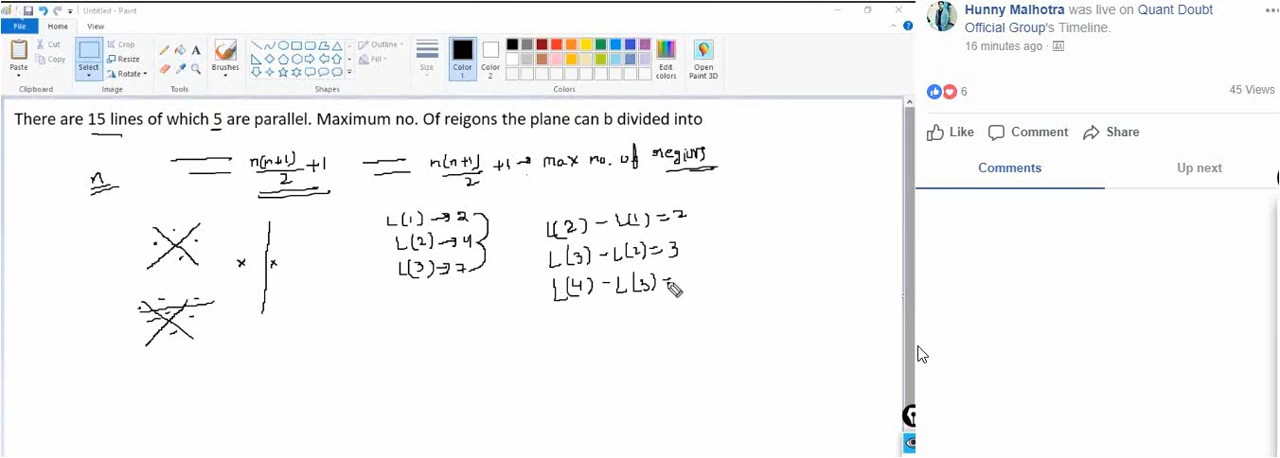 Untitled - Paint
File Home View
Paste Cut Copy Clipboard
Select Crop Resize Rotate Image
Tools
Brushes
Outline Fill Shapes
Size
Color 1 Color 2 Edit colors Colors
Open Paint 3D
There are 15 lines of which 5 are parallel. Maximum no. Of reigons the plane can b divided into
n
n(n+1)/2 +1
n(n+1)/2 +1 → max no. of regions
L(1) → 2
L(2) → 4
L(3) → 7
L(2) - L(1) = 2
L(3) - L(2) = 3
L(4) - L(3) =
Hunny Malhotra was live on Quant Doubt
Official Group's Timeline.
16 minutes ago ·
6 45 Views
Like Comment Share
Comments Up next